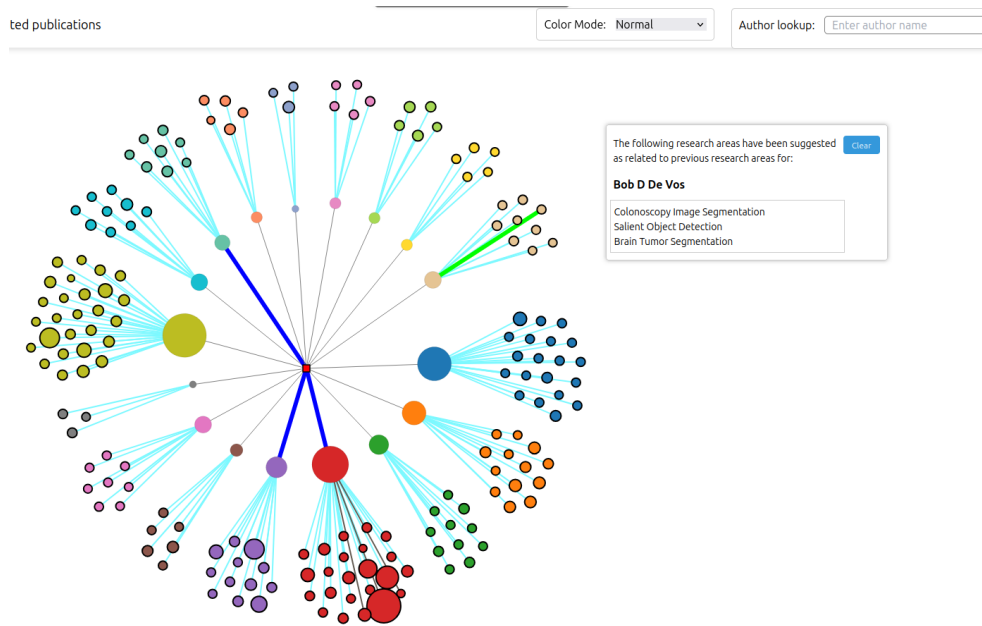 ted publications
Color Mode: Normal
Author lookup: Enter author name
The following research areas have been suggested
as related to previous research areas for:
Clear
Bob D De Vos
Colonoscopy Image Segmentation
Salient Object Detection
Brain Tumor Segmentation